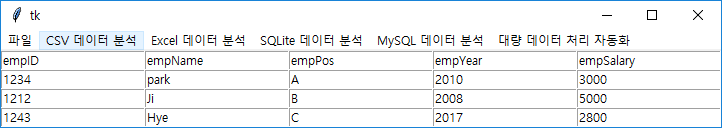 tk
파일 CSV 데이터 분석 Excel 데이터 분석 SQLite 데이터 분석 MySQL 데이터 분석 대량 데이터 처리 자동화
empID empName empPos empYear empSalary
1234 park A 2010 3000
1212 Ji B 2008 5000
1243 Hye C 2017 2800